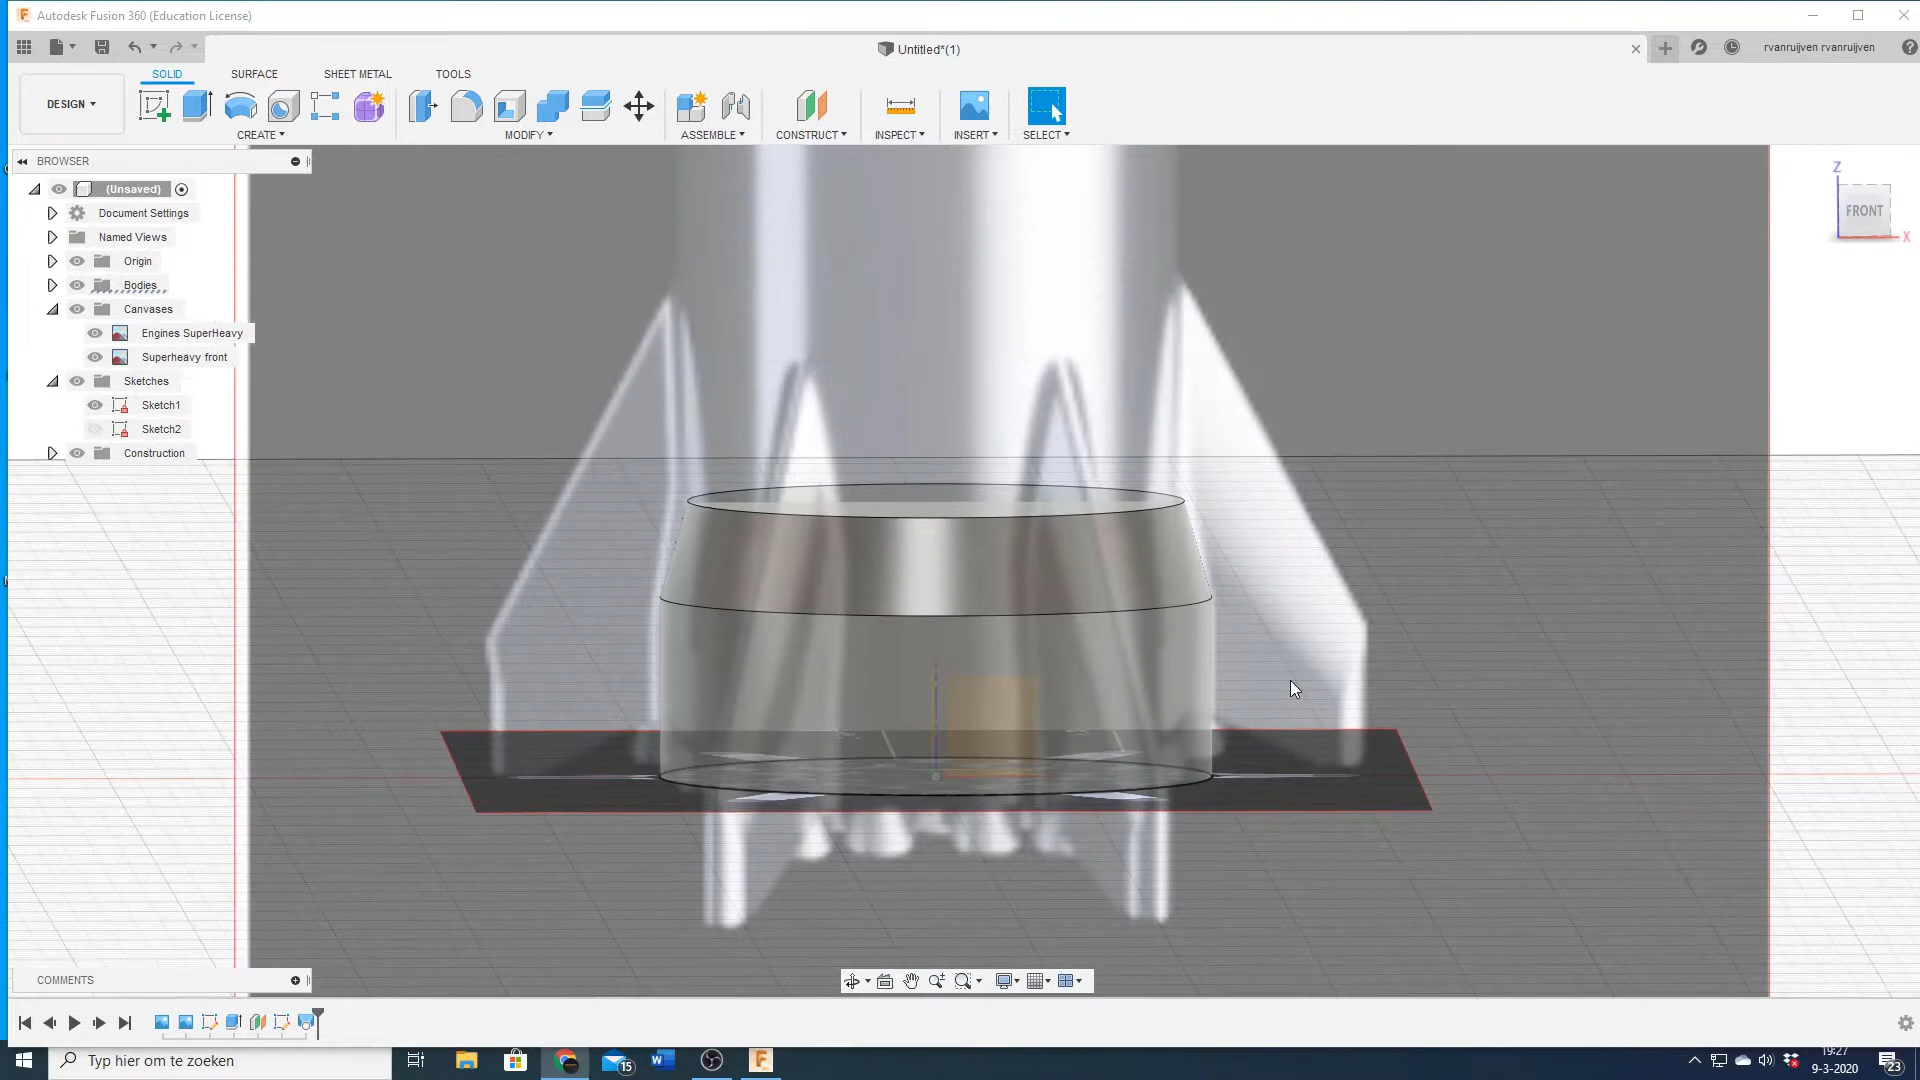 Autodesk Fusion 360 (Education License)
Untitled*(1)
rvanruijven rvanruijven
SOLID
SURFACE
SHEET METAL
TOOLS
DESIGN
CREATE
MODIFY
ASSEMBLE
CONSTRUCT
INSPECT
INSERT
SELECT
BROWSER
(Unsaved)
Document Settings
Named Views
Origin
Bodies
Canvases
Engines SuperHeavy
Superheavy front
Sketches
Sketch1
Sketch2
Construction
Z
FRONT
X
COMMENTS
Typ hier om te zoeken
15
19:27
9-3-2020
23